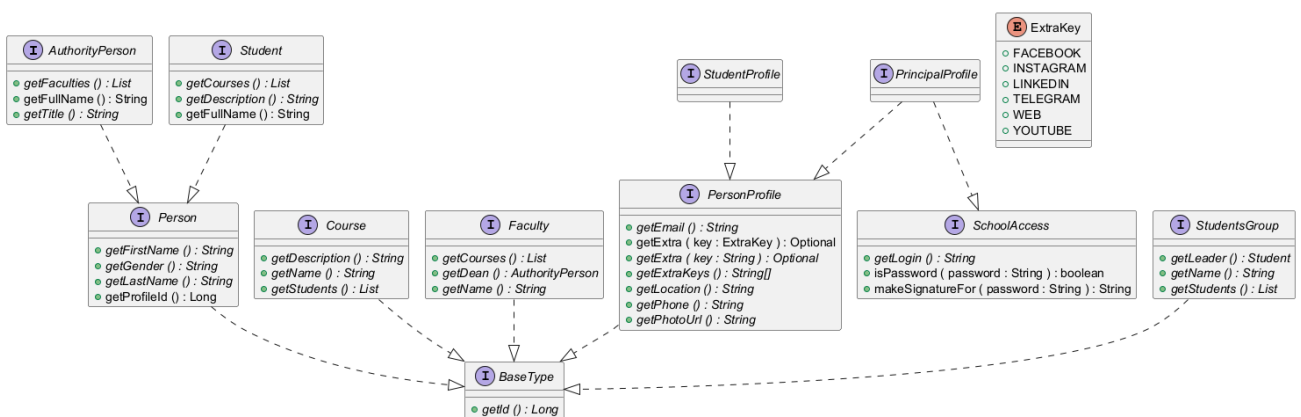 I AuthorityPerson
getFaculties () : List
getFullName () : String
getTitle () : String
I Student
getCourses () : List
getDescription () : String
getFullName () : String
I StudentProfile
I PrincipalProfile
E ExtraKey
FACEBOOK
INSTAGRAM
LINKEDIN
TELEGRAM
WEB
YOUTUBE
I Person
getFirstName () : String
getGender () : String
getLastName () : String
getProfileId () : Long
I Course
getDescription () : String
getName () : String
getStudents () : List
I Faculty
getCourses () : List
getDean () : AuthorityPerson
getName () : String
I PersonProfile
getEmail () : String
getExtra ( key : ExtraKey ) : Optional
getExtra ( key : String ) : Optional
getExtraKeys () : String[]
getLocation () : String
getPhone () : String
getPhotoUrl () : String
I SchoolAccess
getLogin () : String
isPassword ( password : String ) : boolean
makeSignatureFor ( password : String ) : String
I StudentsGroup
getLeader () : Student
getName () : String
getStudents () : List
I BaseType
getId () : Long